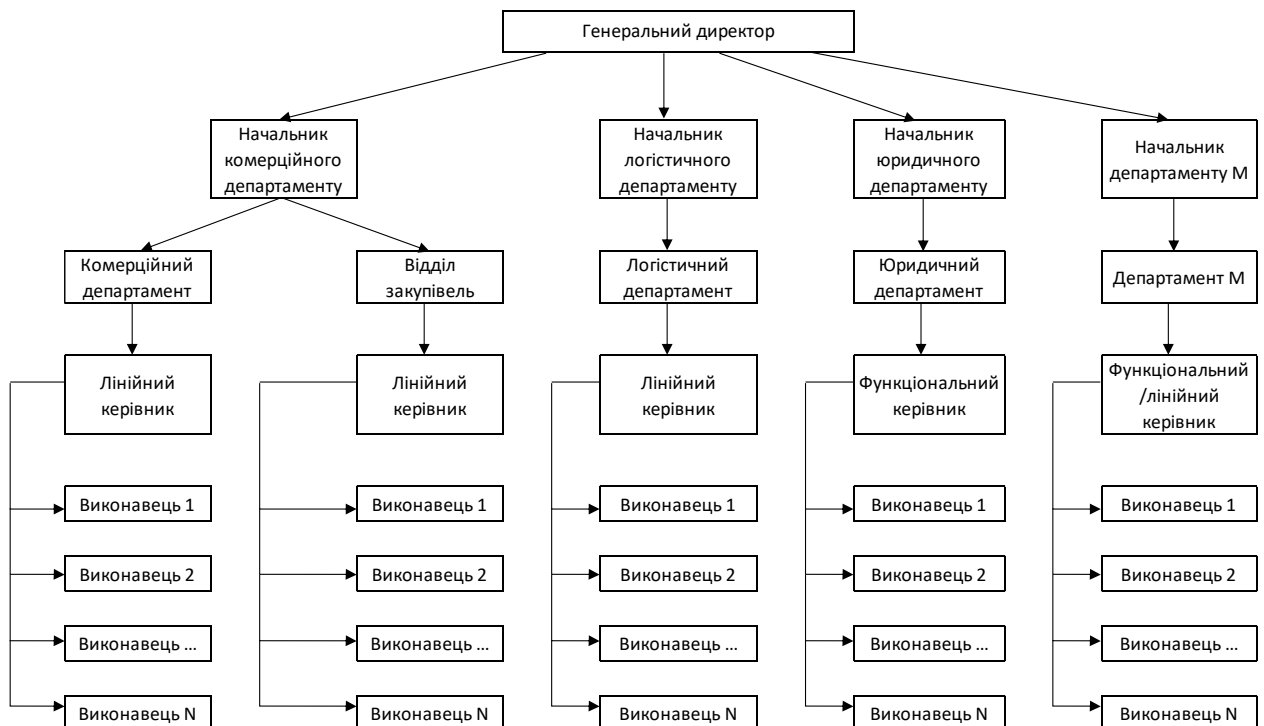 Генеральний директор
Начальник
комерційного
департаменту
Начальник
логістичного
департаменту
Начальник
юридичного
департаменту
Начальник
департаменту М
Комерційний
департамент
Відділ
закупівель
Логістичний
департамент
Юридичний
департамент
Департамент М
Лінійний
керівник
Лінійний
керівник
Лінійний
керівник
Функціональний
керівник
Функціональний
/лінійний
керівник
Виконавець 1
Виконавець 1
Виконавець 1
Виконавець 1
Виконавець 1
Виконавець 2
Виконавець 2
Виконавець 2
Виконавець 2
Виконавець 2
Виконавець ...
Виконавець ...
Виконавець ...
Виконавець ...
Виконавець ...
Виконавець N
Виконавець N
Виконавець N
Виконавець N
Виконавець N